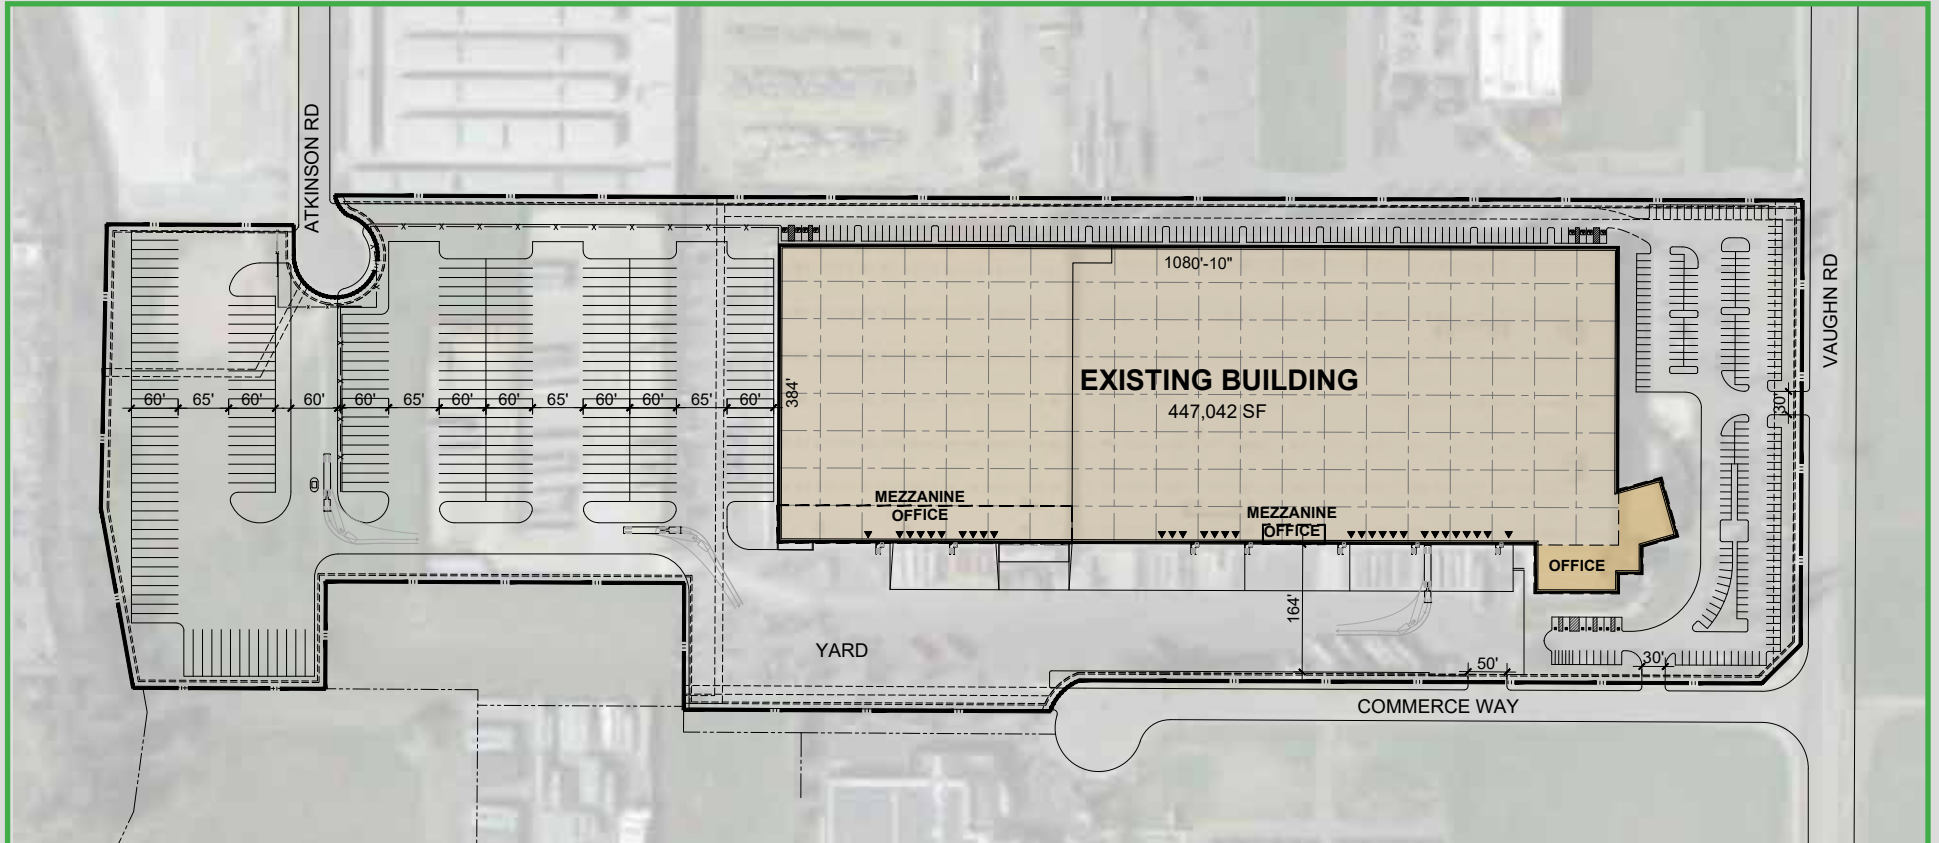 ATKINSON RD
VAUGHN RD
1080'-10"
384'
EXISTING BUILDING
447,042 SF
60'
65'
60'
60'
60'
65'
60'
60'
65'
60'
60'
65'
60'
30'
MEZZANINE
OFFICE
MEZZANINE
OFFICE
OFFICE
164'
YARD
50'
30'
COMMERCE WAY